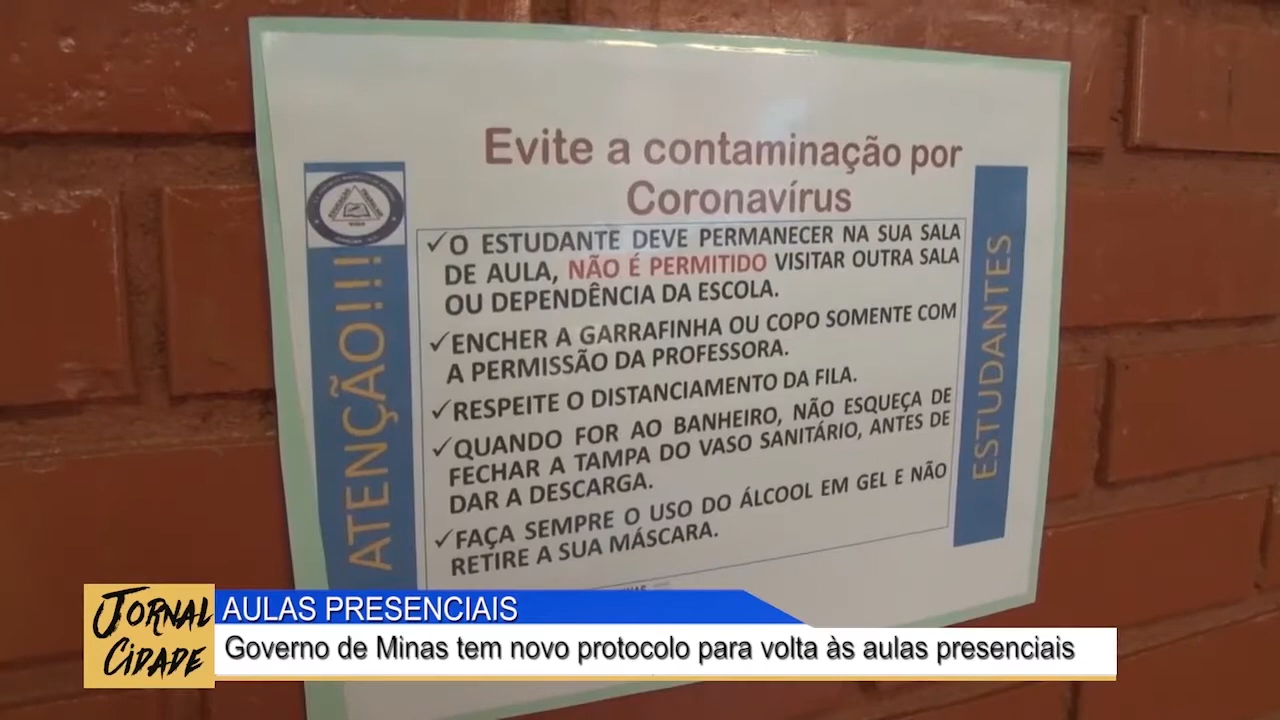 Evite a contaminação por
Coronavírus
ATENÇÃO!!!
✓O ESTUDANTE DEVE PERMANECER NA SUA SALA
DE AULA, NÃO É PERMITIDO VISITAR OUTRA SALA
OU DEPENDÊNCIA DA ESCOLA.
✓ENCHER A GARRAFINHA OU COPO SOMENTE COM
A PERMISSÃO DA PROFESSORA.
✓RESPEITE O DISTANCIAMENTO DA FILA.
✓QUANDO FOR AO BANHEIRO, NÃO ESQUEÇA DE
FECHAR A TAMPA DO VASO SANITÁRIO, ANTES DE
DAR A DESCARGA.
✓FAÇA SEMPRE O USO DO ÁLCOOL EM GEL E NÃO
RETIRE A SUA MÁSCARA.
ESTUDANTES
JORNAL
CIDADE
AULAS PRESENCIAIS
Governo de Minas tem novo protocolo para volta às aulas presenciais